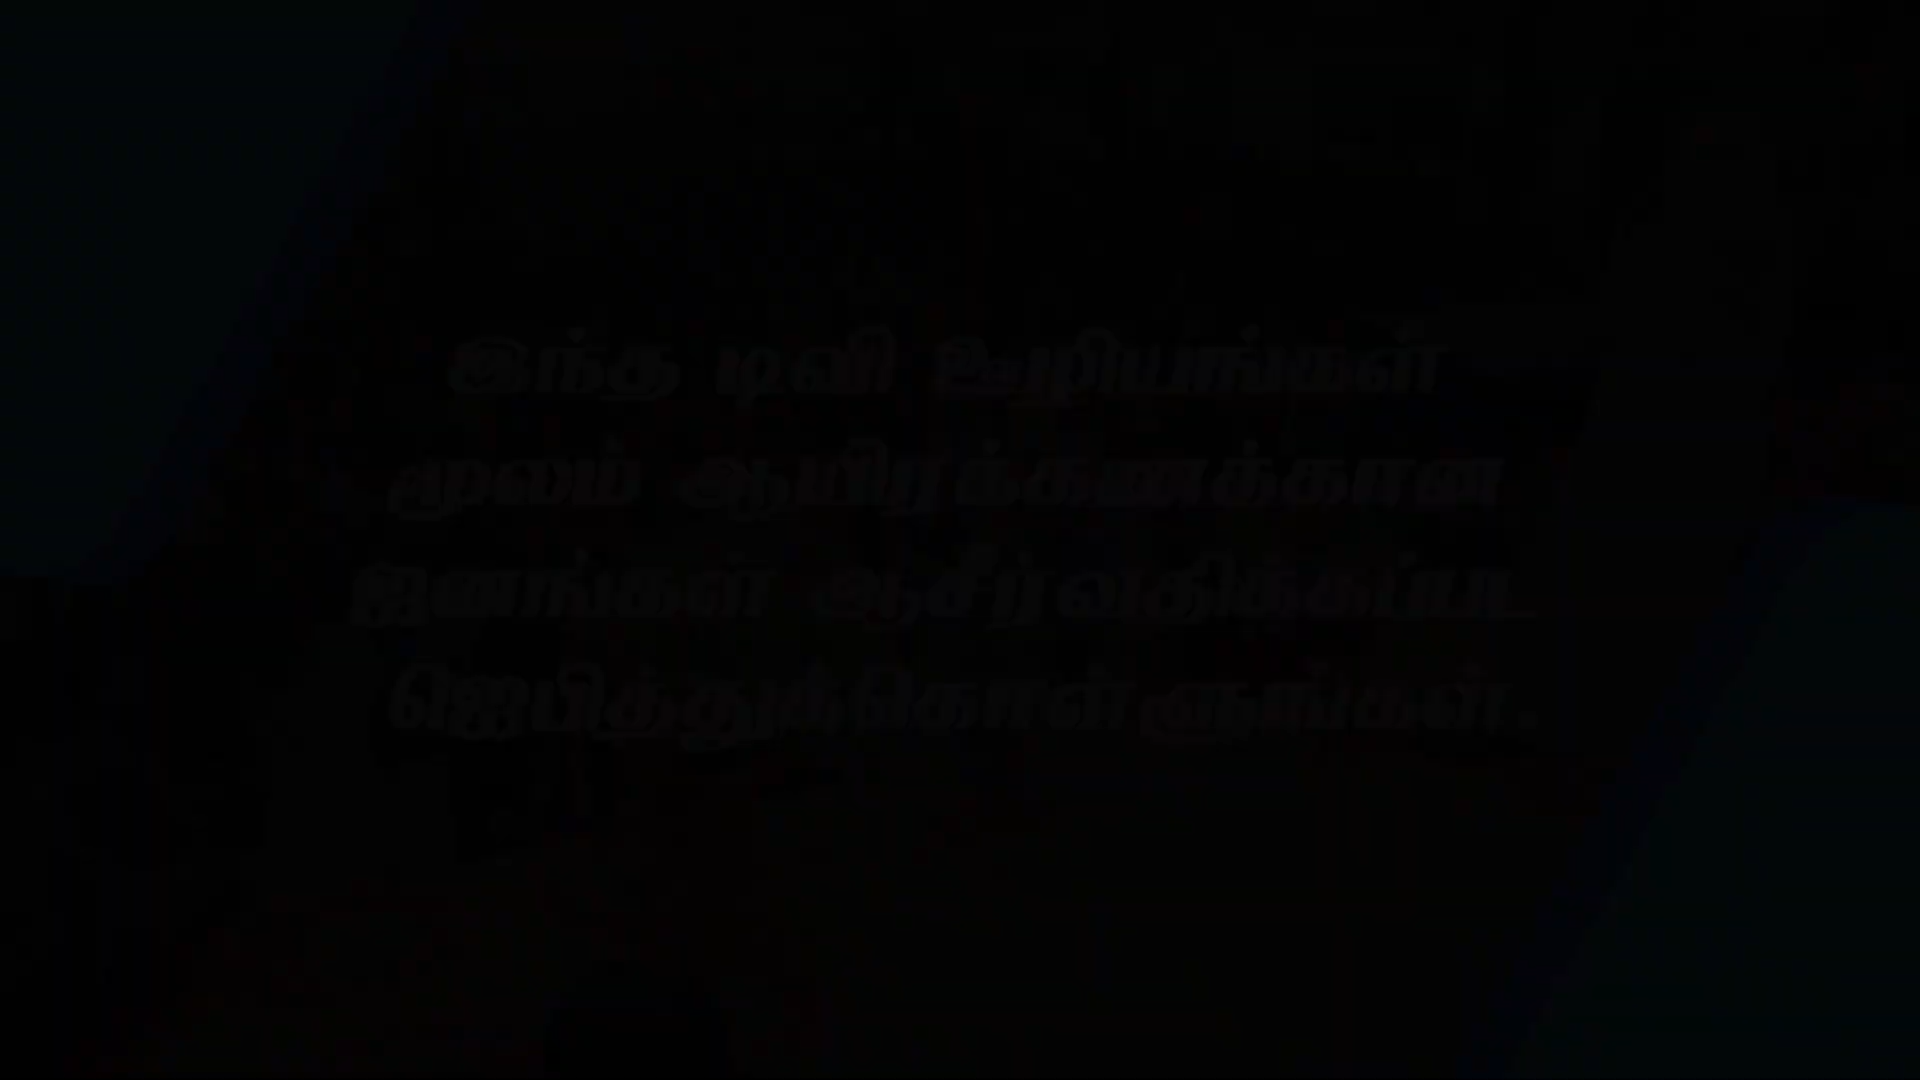 இந்த டிவி ஊழியங்கள்
மூலம் ஆயிரக்கணக்கான
ஜனங்கள் ஆசீர்வதிக்கப்பட
ஜெபித்துக்கொள்ளுங்கள்.